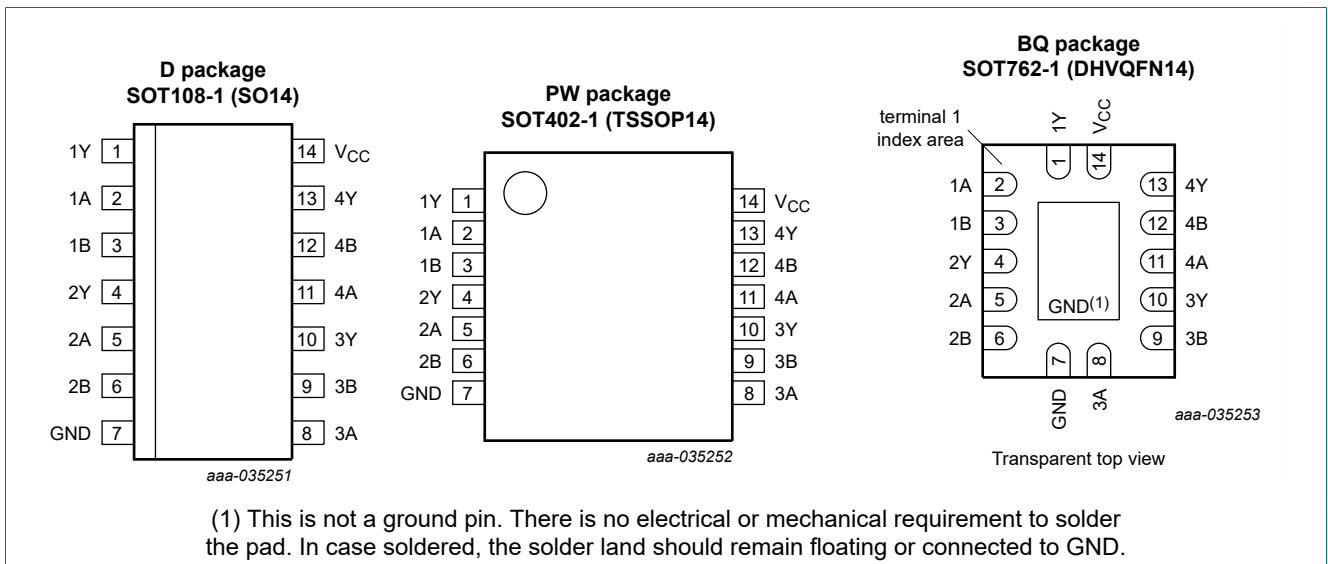 D package
SOT108-1 (SO14)
1Y 1
1A 2
1B 3
2Y 4
2A 5
2B 6
GND 7
14 VCC
13 4Y
12 4B
11 4A
10 3Y
9 3B
8 3A
aaa-035251
PW package
SOT402-1 (TSSOP14)
1Y 1
1A 2
1B 3
2Y 4
2A 5
2B 6
GND 7
14 VCC
13 4Y
12 4B
11 4A
10 3Y
9 3B
8 3A
aaa-035252
BQ package
SOT762-1 (DHVQFN14)
terminal 1
index area
1Y
VCC
1
14
1A 2
1B 3
2Y 4
2A 5
2B 6
13 4Y
12 4B
11 4A
10 3Y
9 3B
GND(1)
7
8
GND
3A
aaa-035253
Transparent top view
(1) This is not a ground pin. There is no electrical or mechanical requirement to solder
the pad. In case soldered, the solder land should remain floating or connected to GND.